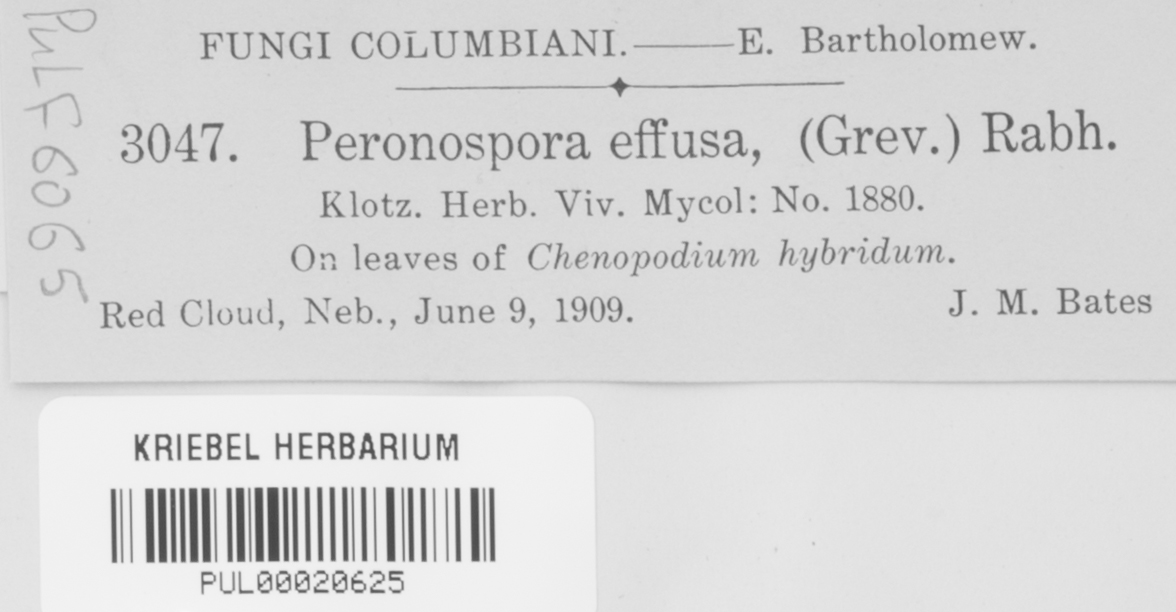 FUNGI COLUMBIANI.——E. Bartholomew.
3047. Peronospora effusa, (Grev.) Rabh.
Klotz. Herb. Viv. Mycol: No. 1880.
On leaves of Chenopodium hybridum.
Red Cloud, Neb., June 9, 1909. J. M. Bates
PULF6065
KRIEBEL HERBARIUM
PUL00020625